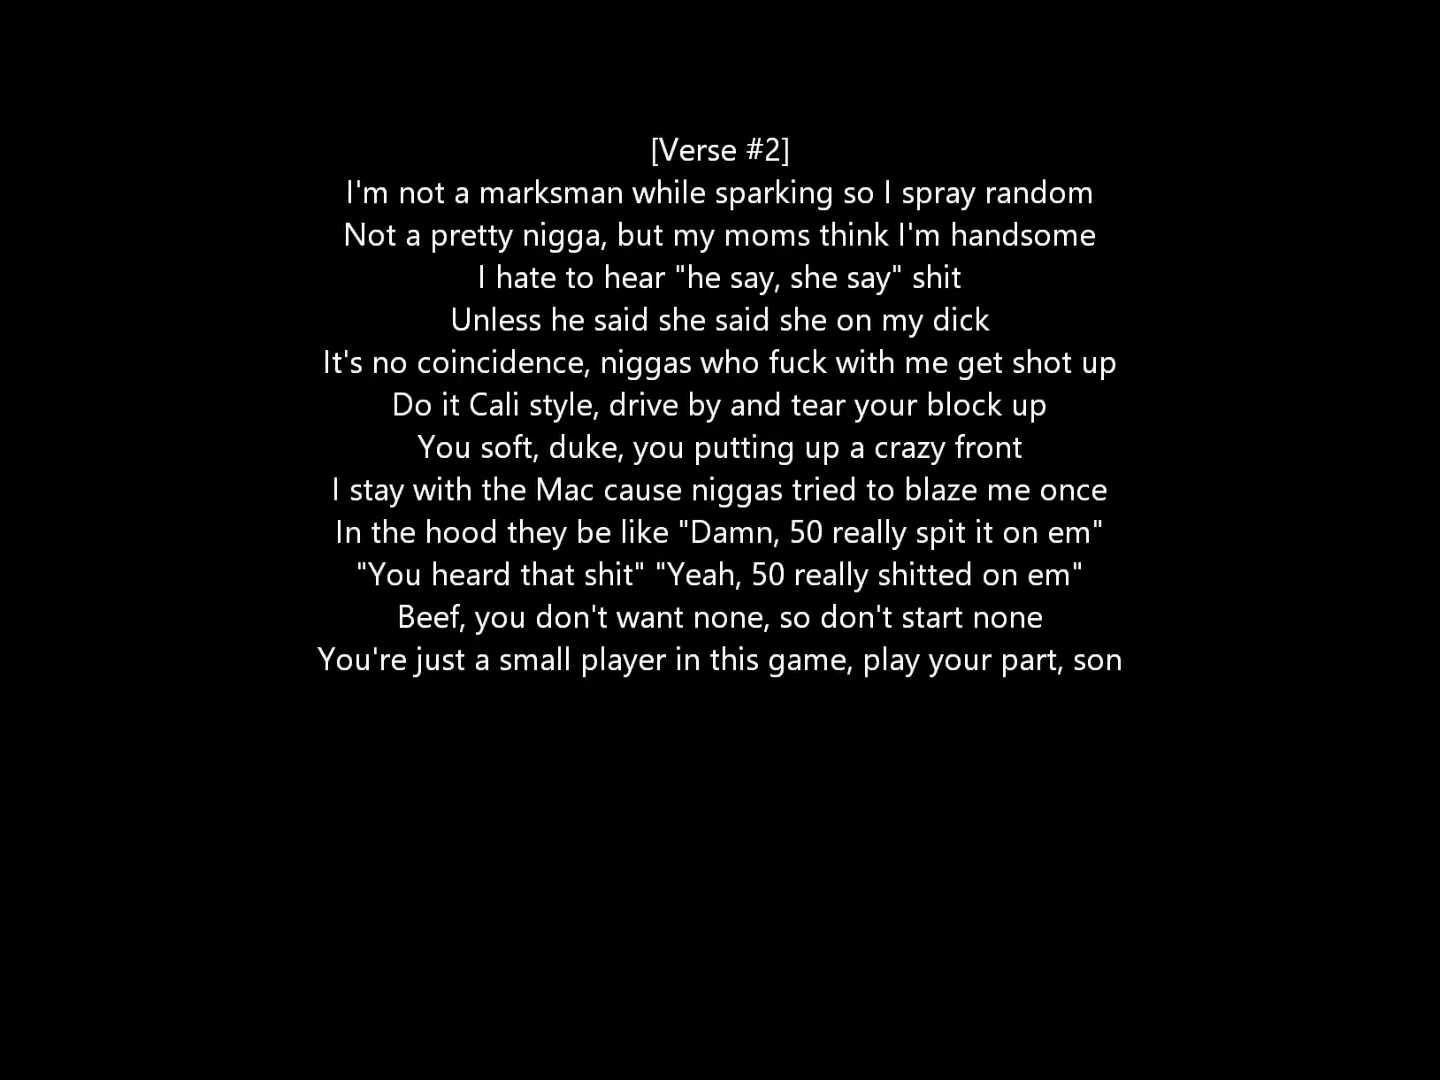 [Verse #2]
I'm not a marksman while sparking so I spray random
Not a pretty nigga, but my moms think I'm handsome
I hate to hear "he say, she say" shit
Unless he said she said she on my dick
It's no coincidence, niggas who fuck with me get shot up
Do it Cali style, drive by and tear your block up
You soft, duke, you putting up a crazy front
I stay with the Mac cause niggas tried to blaze me once
In the hood they be like "Damn, 50 really spit it on em"
"You heard that shit" "Yeah, 50 really shitted on em"
Beef, you don't want none, so don't start none
You're just a small player in this game, play your part, son